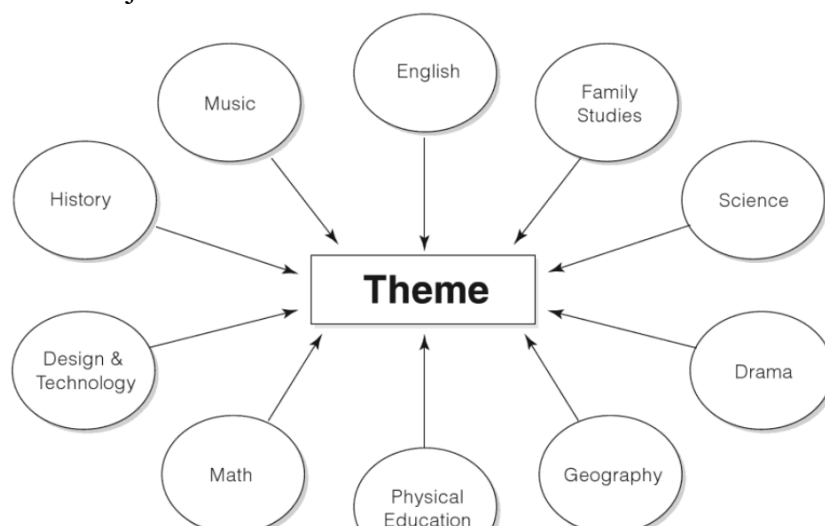 English
Music
Family
Studies
History
Science
Theme
Design &
Technology
Drama
Math
Geography
Physical
Education